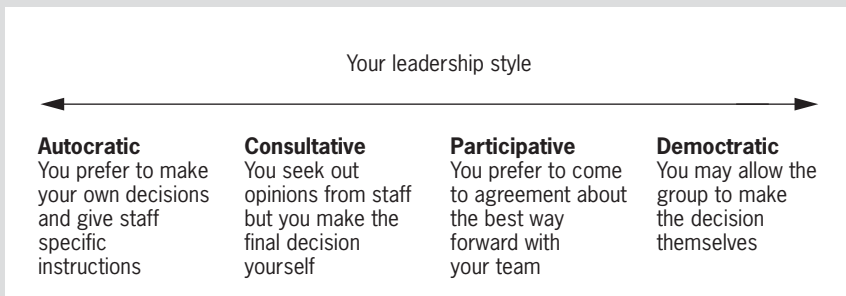 Your leadership style
Autocratic
You prefer to make
your own decisions
and give staff
specific
instructions
Consultative
You seek out
opinions from staff
but you make the
final decision
yourself
Participative
You prefer to come
to agreement about
the best way
forward with
your team
Democtratic
You may allow the
group to make
the decision
themselves